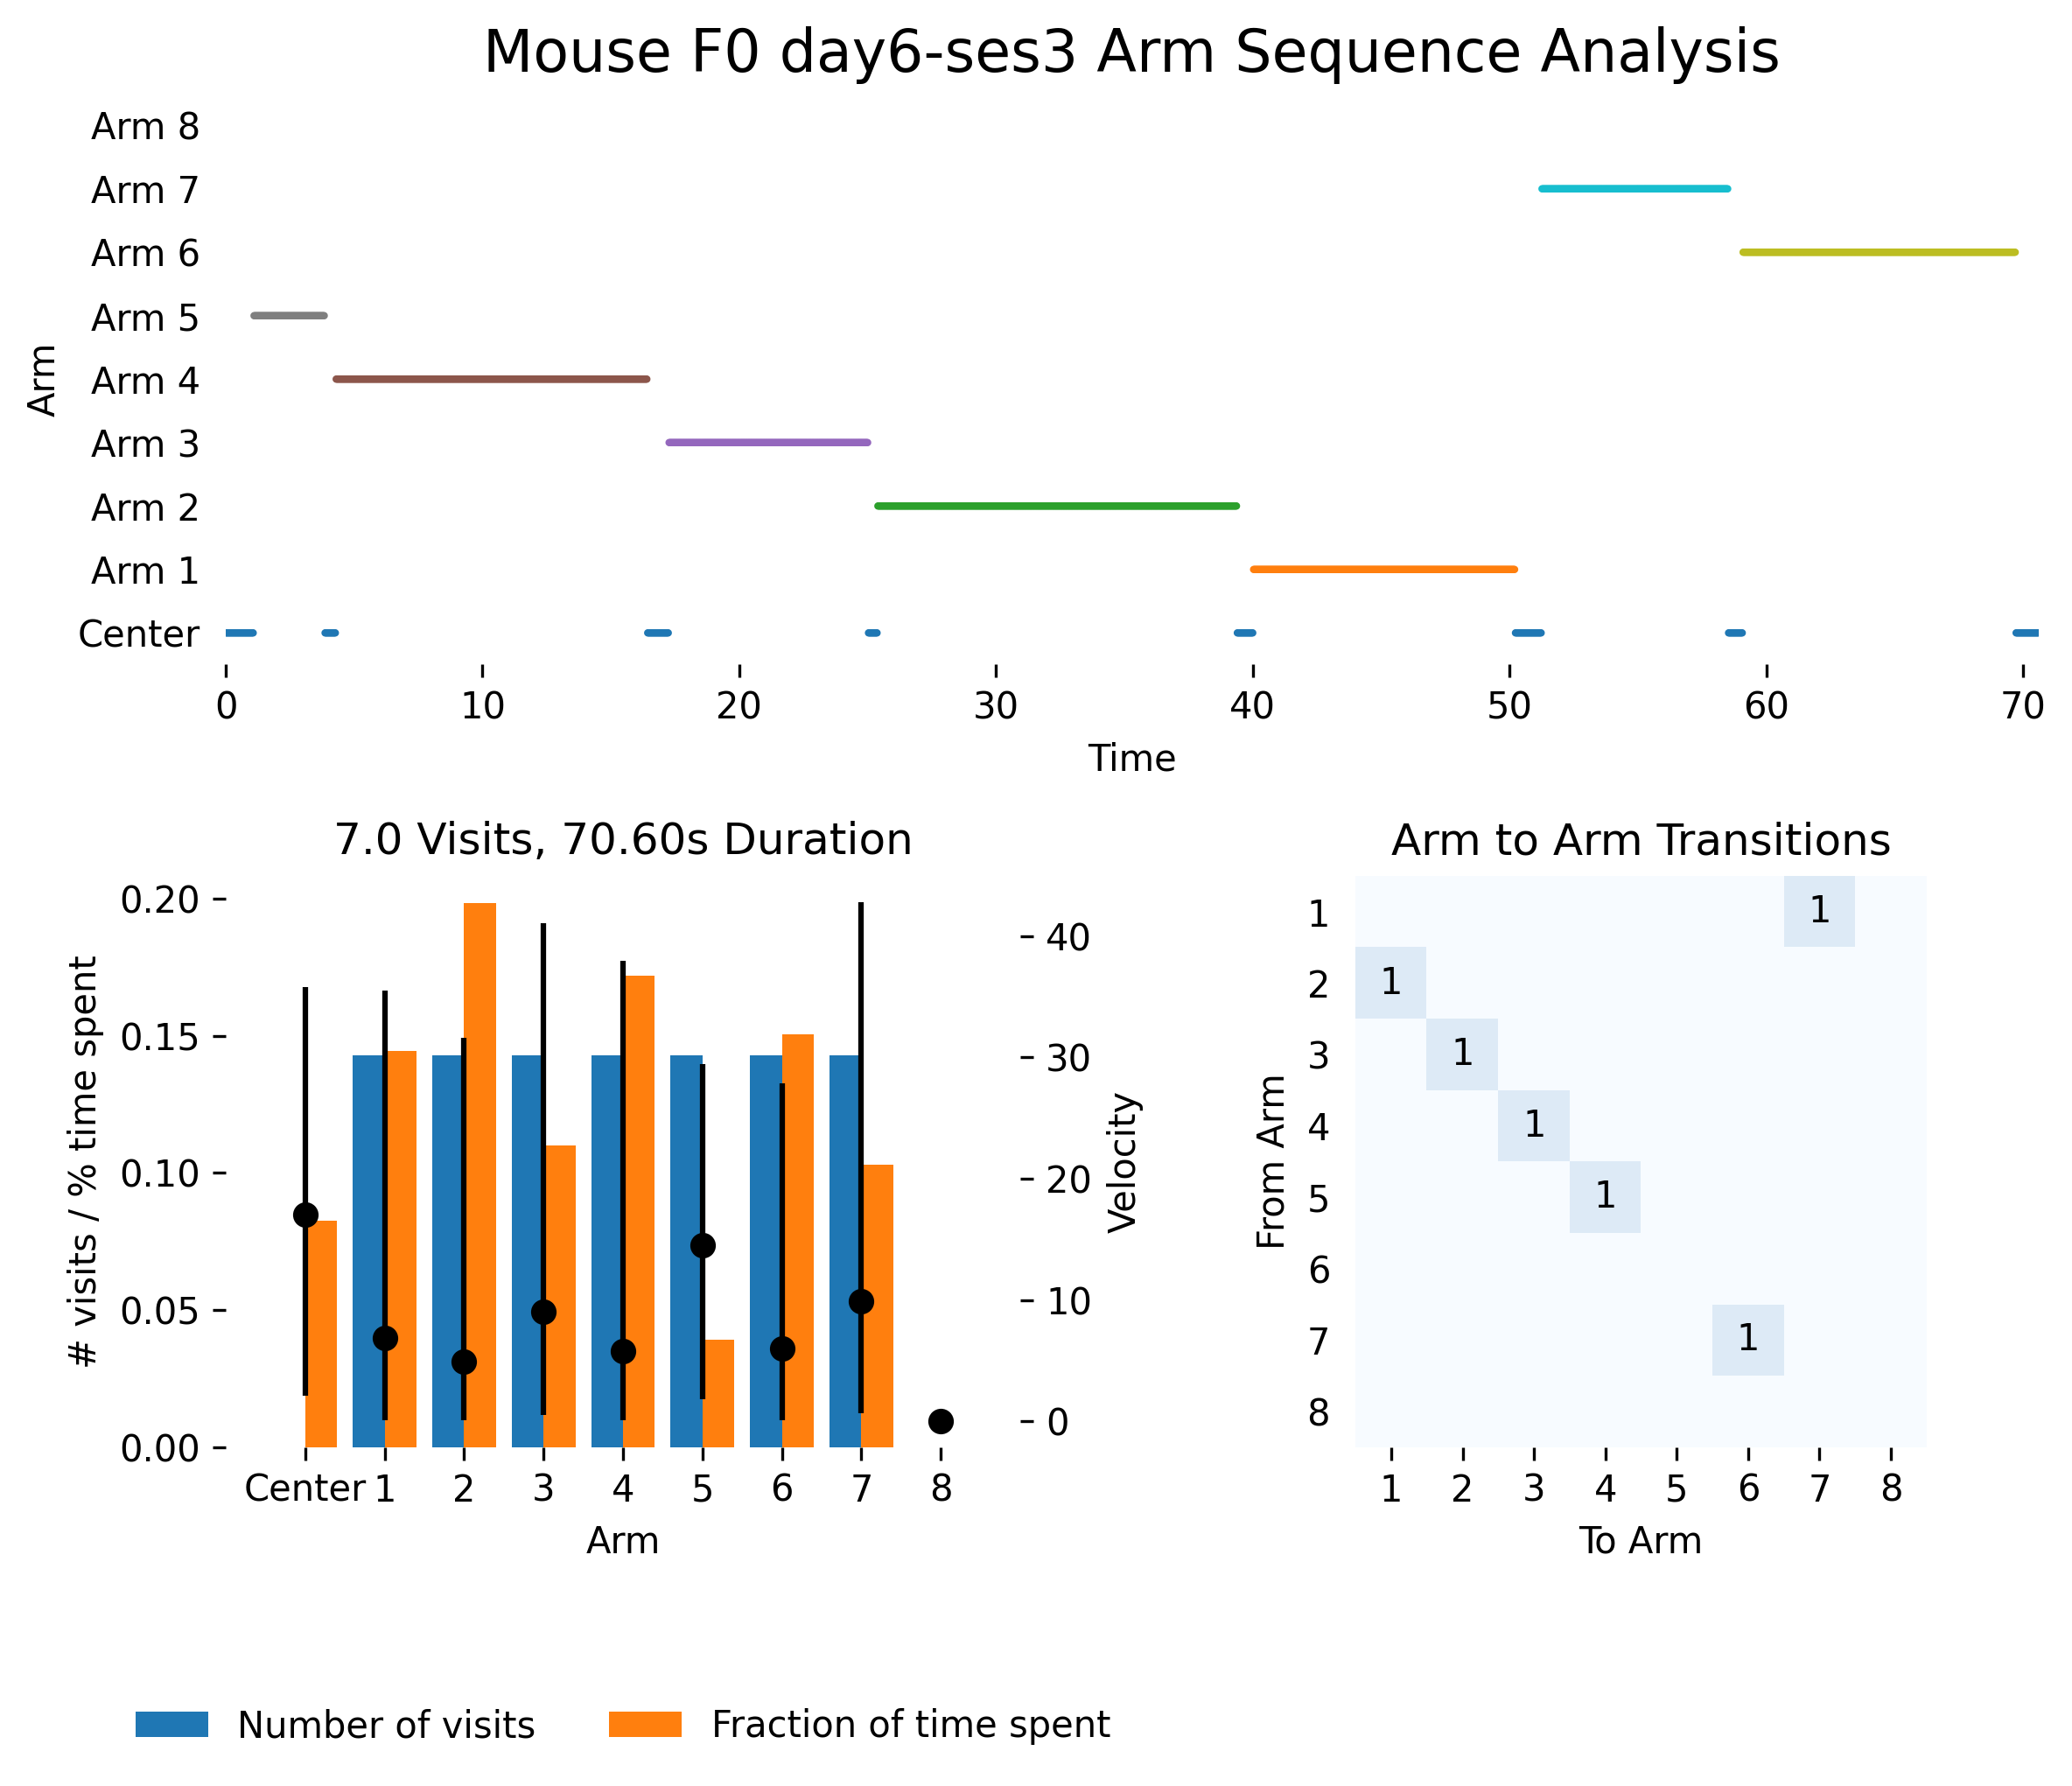 Mouse F0 day6-ses3 Arm Sequence Analysis
Arm 8
Arm 7
Arm 6
Arm 5
Arm 4
Arm 3
Arm 2
Arm 1
Center
Arm
0 10 20 30 40 50 60 70
Time
7.0 Visits, 70.60s Duration
0.20
0.15
0.10
0.05
0.00
# visits / % time spent
40
30
20
10
0
Velocity
Center 1 2 3 4 5 6 7 8
Arm
Arm to Arm Transitions
1 1
2 1
3 1
4 1
5 1
6
7 1
8
From Arm
1 2 3 4 5 6 7 8
To Arm
Number of visits Fraction of time spent